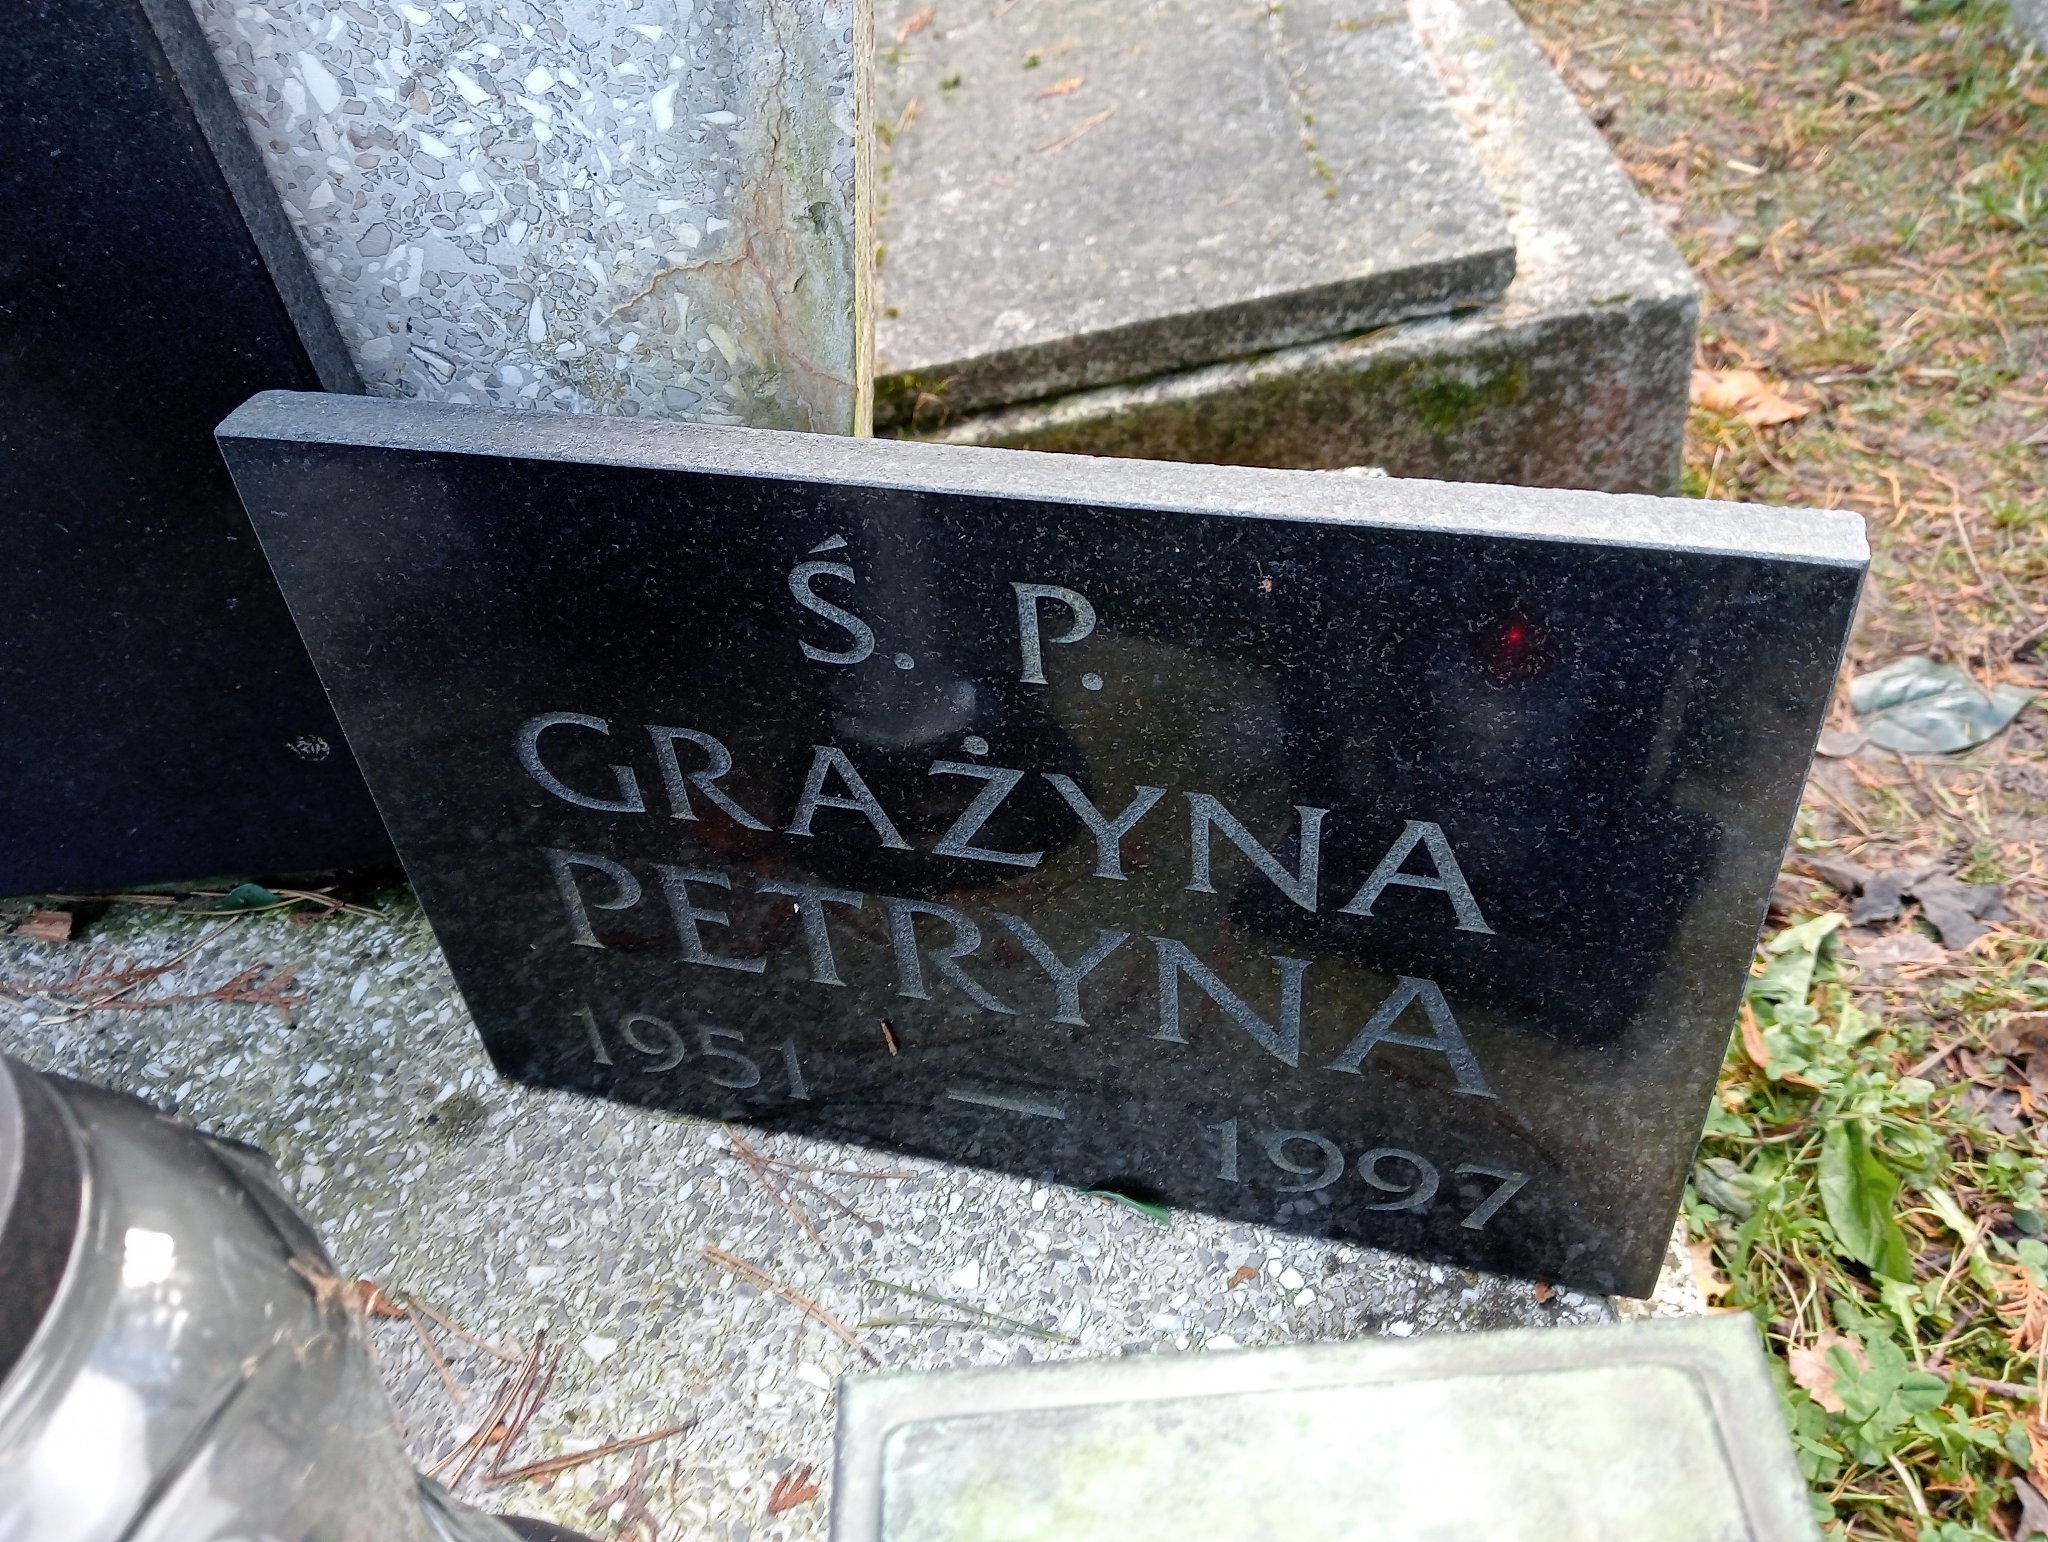 Ś. P.
GRAŻYNA
PETRYNA
1951 — 1997